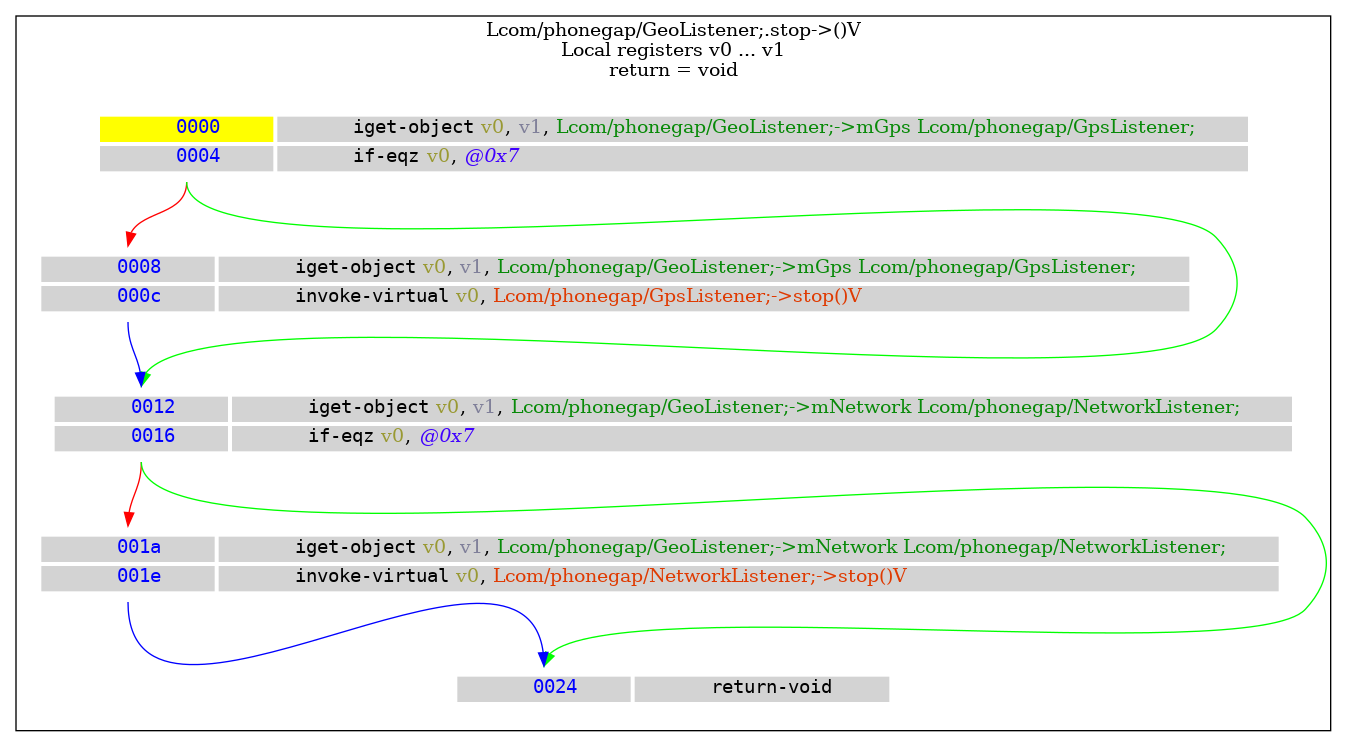 Lcom/phonegap/GeoListener;.stop->()V
Local registers v0 ... v1
return = void
0000 iget-object v0, v1, Lcom/phonegap/GeoListener;->mGps Lcom/phonegap/GpsListener;
0004 if-eqz v0, @0x7
0008 iget-object v0, v1, Lcom/phonegap/GeoListener;->mGps Lcom/phonegap/GpsListener;
000c invoke-virtual v0, Lcom/phonegap/GpsListener;->stop()V
0012 iget-object v0, v1, Lcom/phonegap/GeoListener;->mNetwork Lcom/phonegap/NetworkListener;
0016 if-eqz v0, @0x7
001a iget-object v0, v1, Lcom/phonegap/GeoListener;->mNetwork Lcom/phonegap/NetworkListener;
001e invoke-virtual v0, Lcom/phonegap/NetworkListener;->stop()V
0024 return-void